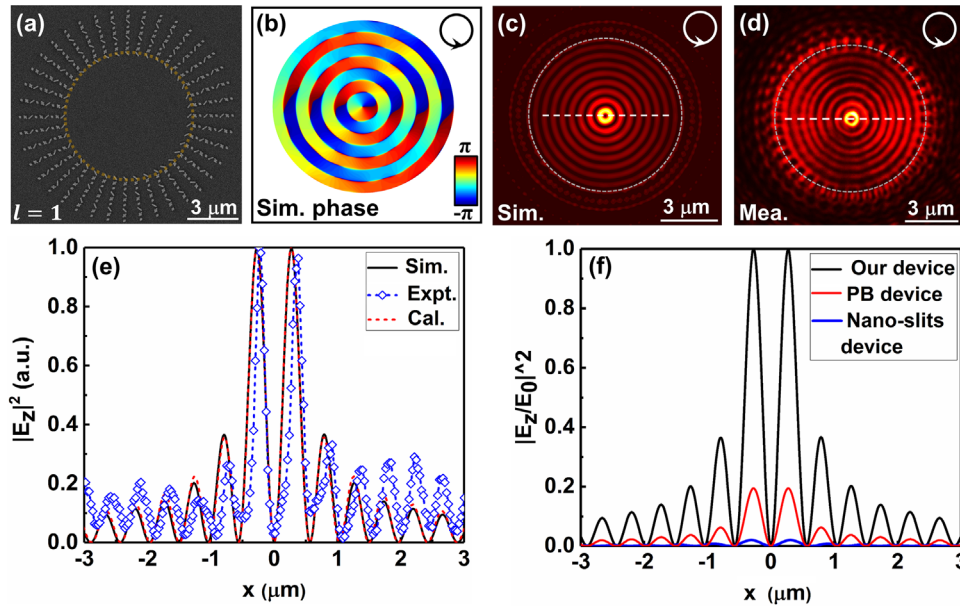 (a)
l = 1
3 μm
(b)
π
-π
Sim. phase
(c)
Sim.
3 μm
(d)
Mea.
3 μm
(e)
Sim.
Expt.
Cal.
|E_z|² (a.u.)
1.0
0.8
0.6
0.4
0.2
0.0
-3 -2 -1 0 1 2 3
x (μm)
(f)
Our device
PB device
Nano-slits
device
|E_z/E_0|^2
1.0
0.8
0.6
0.4
0.2
0.0
-3 -2 -1 0 1 2 3
x (μm)